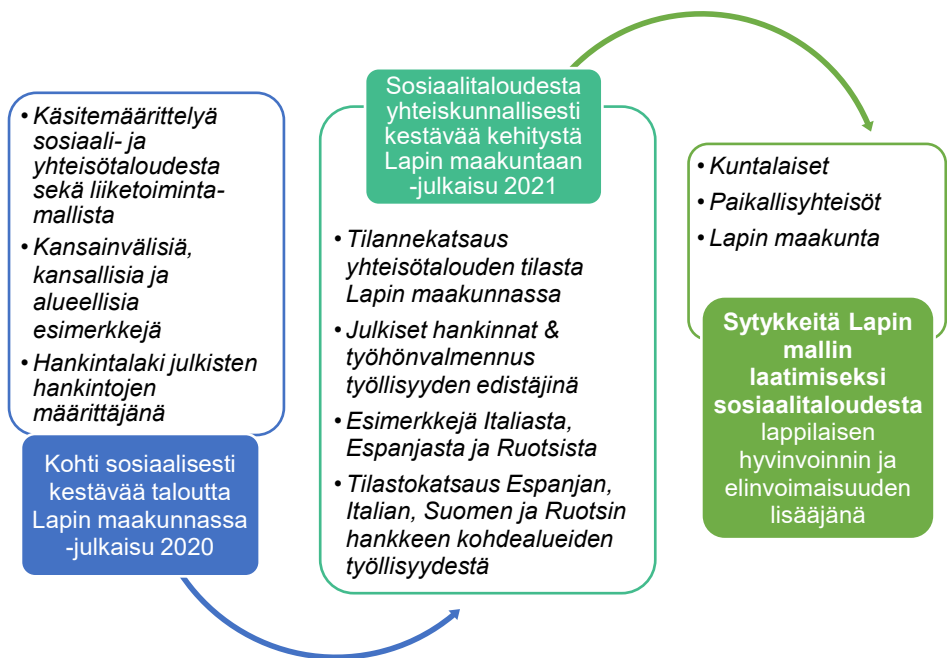 • Käsitemäärittelyä
sosiaali- ja
yhteisötaloudesta
sekä liiketoiminta-
mallista
• Kansainvälisiä,
kansallisia ja
alueellisia
esimerkkejä
• Hankintalaki julkisten
hankintojen
määrittäjänä
Kohti sosiaalisesti
kestävää taloutta
Lapin maakunnassa
-julkaisu 2020
Sosiaalitaloudesta
yhteiskunnallisesti
kestävää kehitystä
Lapin maakuntaan
-julkaisu 2021
• Tilannekatsaus
yhteisötalouden tilasta
Lapin maakunnassa
• Julkiset hankinnat &
työhönvalmennus
työllisyyden edistäjinä
• Esimerkkejä Italiasta,
Espanjasta ja Ruotsista
• Tilastokatsaus Espanjan,
Italian, Suomen ja Ruotsin
hankkeen kohdealueiden
työllisyydestä
• Kuntalaiset
• Paikallisyhteisöt
• Lapin maakunta
Sytykkeitä Lapin
mallin
laatimiseksi
sosiaalitaloudesta
lappilaisen
hyvinvoinnin ja
elinvoimaisuuden
lisääjänä